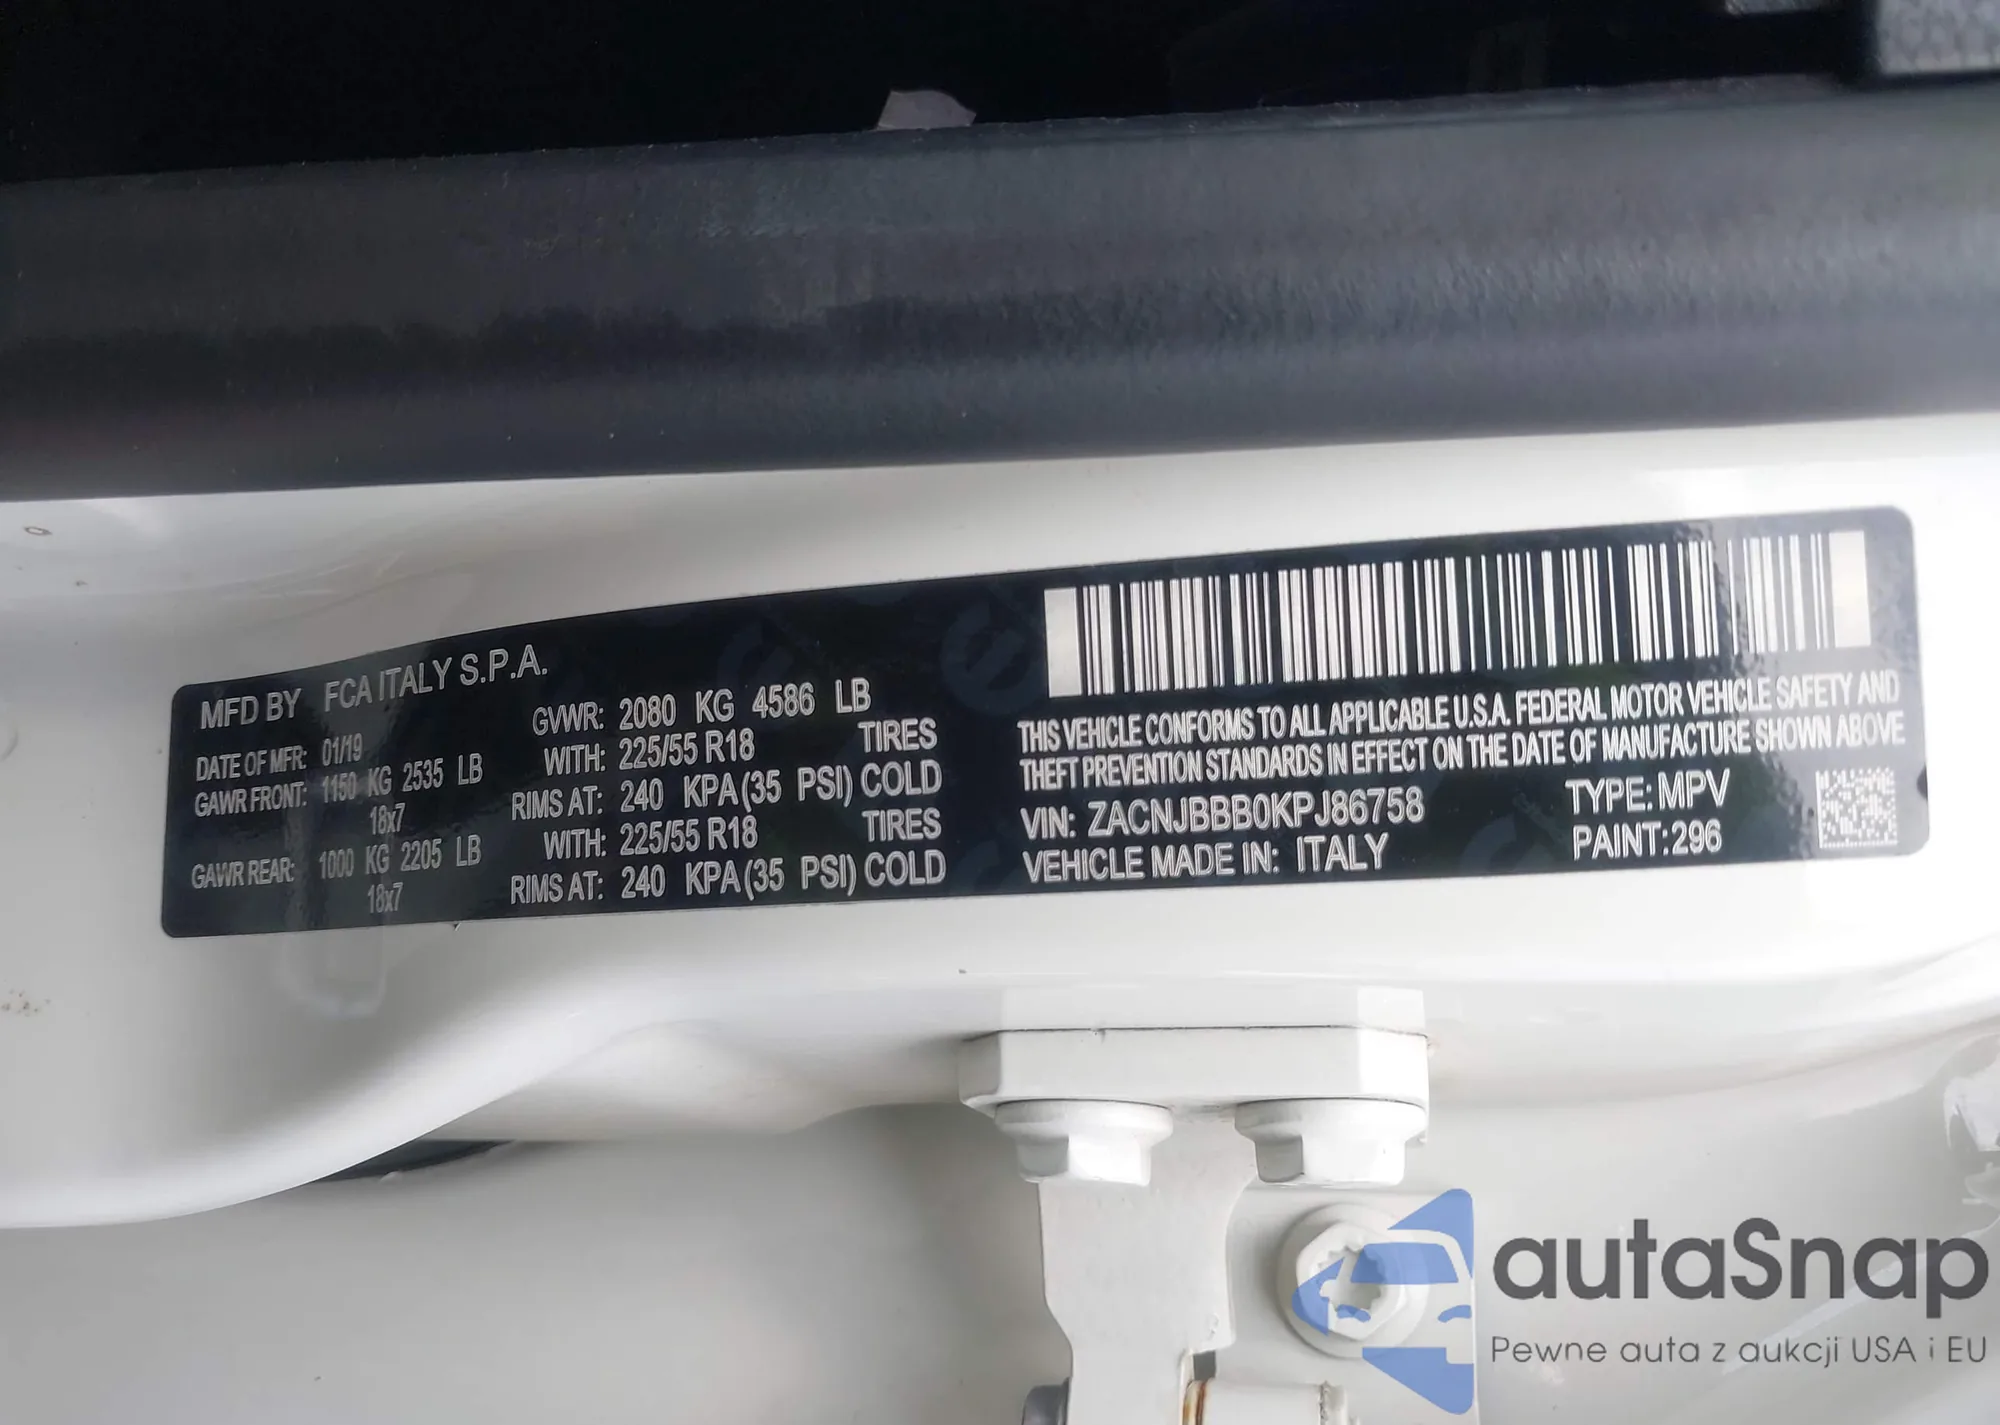 MFD BY FCA ITALY S.P.A.
DATE OF MFR: 01/19 GVWR: 2080 KG 4586 LB
GAWR FRONT: 1150 KG 2535 LB WITH: 225/55 R18 TIRES
18x7 RIMS AT: 240 KPA(35 PSI) COLD
GAWR REAR: 1000 KG 2205 LB WITH: 225/55 R18 TIRES
18x7 RIMS AT: 240 KPA(35 PSI) COLD
THIS VEHICLE CONFORMS TO ALL APPLICABLE U.S.A. FEDERAL MOTOR VEHICLE SAFETY AND
THEFT PREVENTION STANDARDS IN EFFECT ON THE DATE OF MANUFACTURE SHOWN ABOVE
VIN: ZACNJBBB0KPJ86758 TYPE: MPV
VEHICLE MADE IN: ITALY PAINT: 296
autaSnap
Pewne auta z aukcji USA i EU